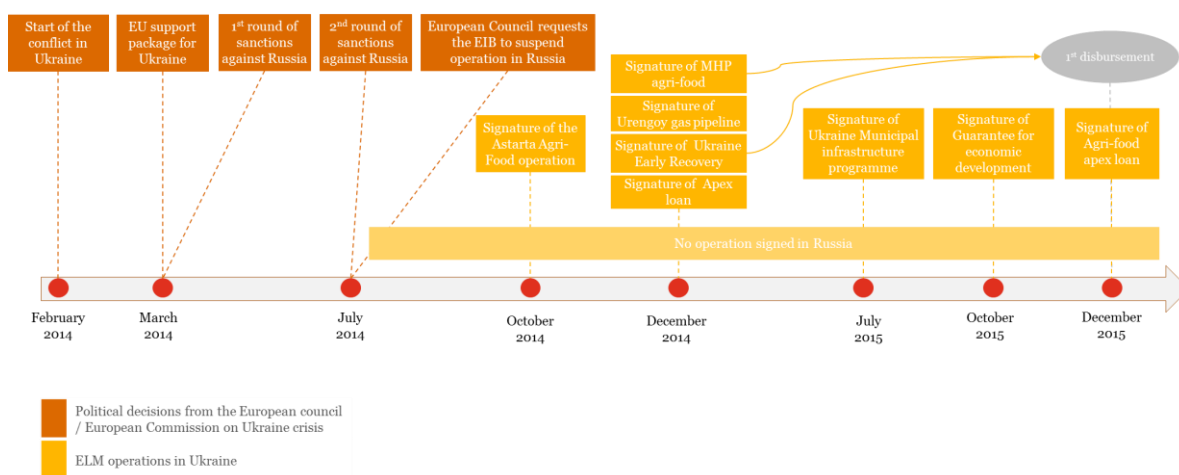 Start of the
conflict in
Ukraine
EU support
package for
Ukraine
1st round of
sanctions
against Russia
2nd round of
sanctions
against Russia
European Council requests
the EIB to suspend
operation in Russia
Signature of the
Astarta Agri-
Food operation
Signature of MHP
agri-food
Signature of
Urengoy gas pipeline
Signature of Ukraine
Early Recovery
Signature of Apex
loan
Signature of
Ukraine Municipal
infrastructure
programme
Signature of
Guarantee for
economic
development
1st disbursement
Signature of
Agri-food
apex loan
No operation signed in Russia
February
2014
March
2014
July
2014
October
2014
December
2014
July
2015
October
2015
December
2015
Political decisions from the European council
/ European Commission on Ukraine crisis
ELM operations in Ukraine